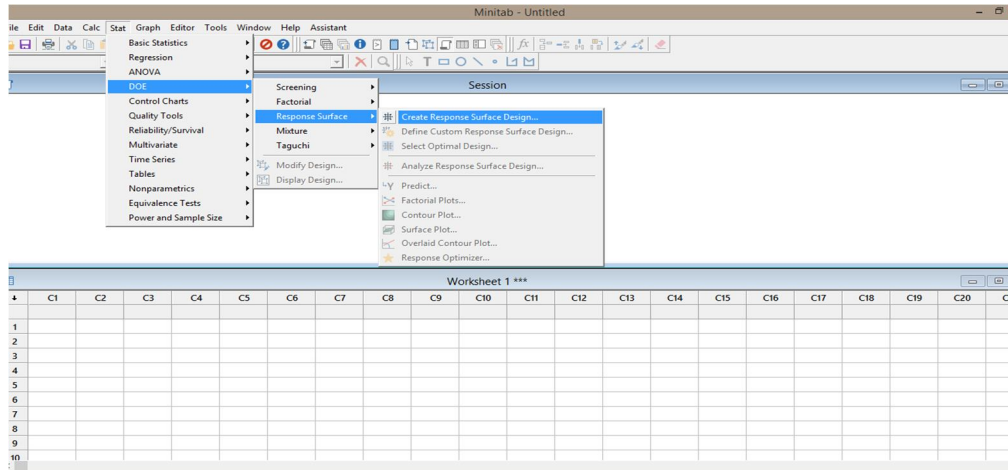 Minitab - Untitled
ile Edit Data Calc Stat Graph Editor Tools Window Help Assistant
Basic Statistics
Regression
ANOVA
DOE
Control Charts
Quality Tools
Reliability/Survival
Multivariate
Time Series
Tables
Nonparametrics
Equivalence Tests
Power and Sample Size
Screening
Factorial
Response Surface
Mixture
Taguchi
Modify Design...
Display Design...
Session
Create Response Surface Design...
Define Custom Response Surface Design...
Select Optimal Design...
Analyze Response Surface Design...
Predict...
Factorial Plots...
Contour Plot...
Surface Plot...
Overlaid Contour Plot...
Response Optimizer...
Worksheet 1 ***
C1 C2 C3 C4 C5 C6 C7 C8 C9 C10 C11 C12 C13 C14 C15 C16 C17 C18 C19 C20 C
1
2
3
4
5
6
7
8
9
10